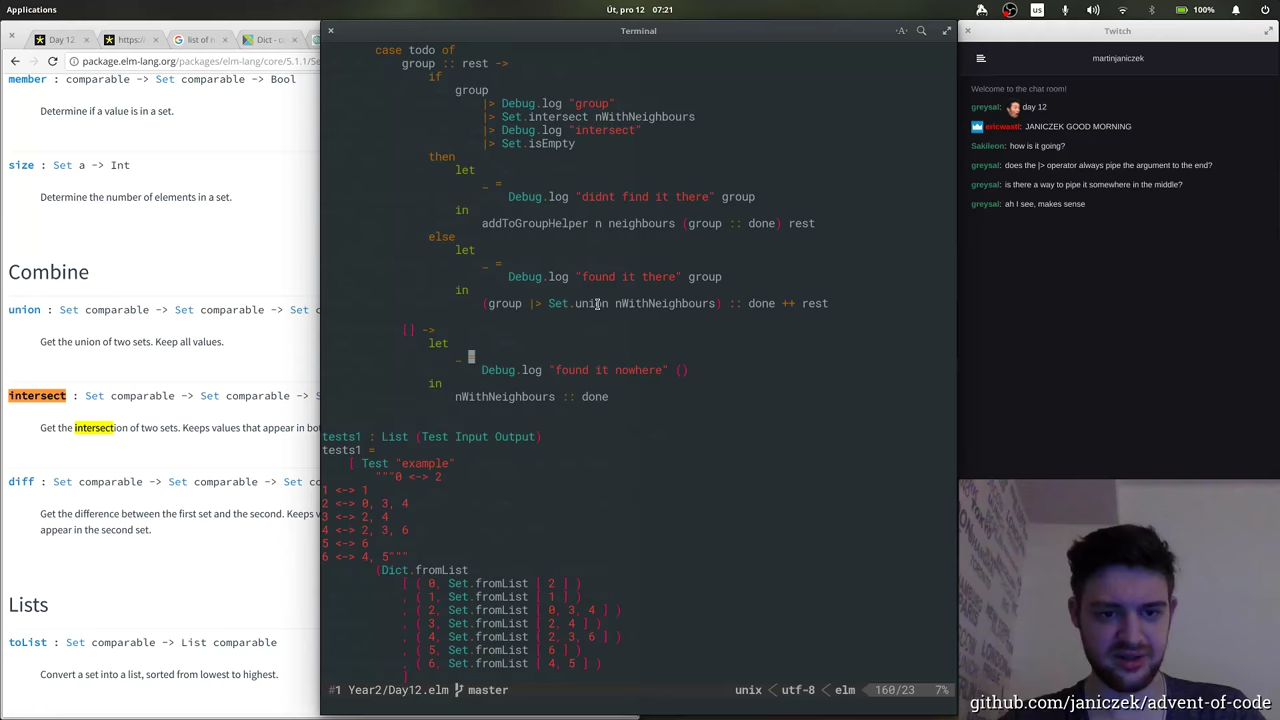 Applications
Út, pro 12 07:21
us
100%
Day 12
https:/
list of n
Dict - co
package.elm-lang.org/packages/elm-lang/core/5.1.1/Se
member : comparable -> Set comparable -> Bool
Determine if a value is in a set.
size : Set a -> Int
Determine the number of elements in a set.
Combine
union : Set comparable -> Set comparable -> Set
Get the union of two sets. Keep all values.
intersect : Set comparable -> Set comparable -> S
Get the intersection of two sets. Keeps values that appear in bot
diff : Set comparable -> Set comparable -> Set co
Get the difference between the first set and the second. Keeps v
appear in the second set.
Lists
toList : Set comparable -> List comparable
Convert a set into a list, sorted from lowest to highest.
Terminal
case todo of
group :: rest ->
if
group
|> Debug.log "group"
|> Set.intersect nWithNeighbours
|> Debug.log "intersect"
|> Set.isEmpty
then
let
_ =
Debug.log "didnt find it there" group
in
addToGroupHelper n neighbours (group :: done) rest
else
let
_ =
Debug.log "found it there" group
in
(group |> Set.union nWithNeighbours) :: done ++ rest
[] ->
let
_ =
Debug.log "found it nowhere" ()
in
nWithNeighbours :: done
tests1 : List (Test Input Output)
tests1 =
[ Test "example"
"""0 <-> 2
1 <-> 1
2 <-> 0, 3, 4
3 <-> 2, 4
4 <-> 2, 3, 6
5 <-> 6
6 <-> 4, 5"""
(Dict.fromList
[ ( 0, Set.fromList [ 2 ] )
, ( 1, Set.fromList [ 1 ] )
, ( 2, Set.fromList [ 0, 3, 4 ] )
, ( 3, Set.fromList [ 2, 4 ] )
, ( 4, Set.fromList [ 2, 3, 6 ] )
, ( 5, Set.fromList [ 6 ] )
, ( 6, Set.fromList [ 4, 5 ] )
]
#1 Year2/Day12.elm master
unix < utf-8 < elm 160/23 7%
Twitch
martinjaniczek
Welcome to the chat room!
greysal: day 12
ericwastl: JANICZEK GOOD MORNING
Sakileon: how is it going?
greysal: does the |> operator always pipe the argument to the end?
greysal: is there a way to pipe it somewhere in the middle?
greysal: ah I see, makes sense
github.com/janiczek/advent-of-code